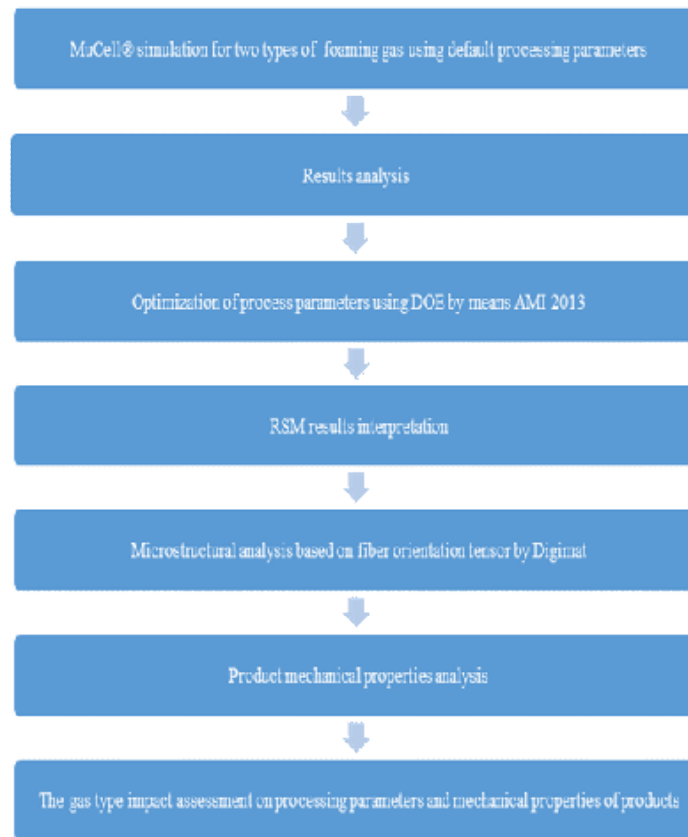 MuCell® simulation for two types of foaming gas using default processing parameters
Results analysis
Optimization of process parameters using DOE by means AMI 2013
RSM results interpretation
Microstructural analysis based on fiber orientation tensor by Digimat
Product mechanical properties analysis
The gas type impact assessment on processing parameters and mechanical properties of products